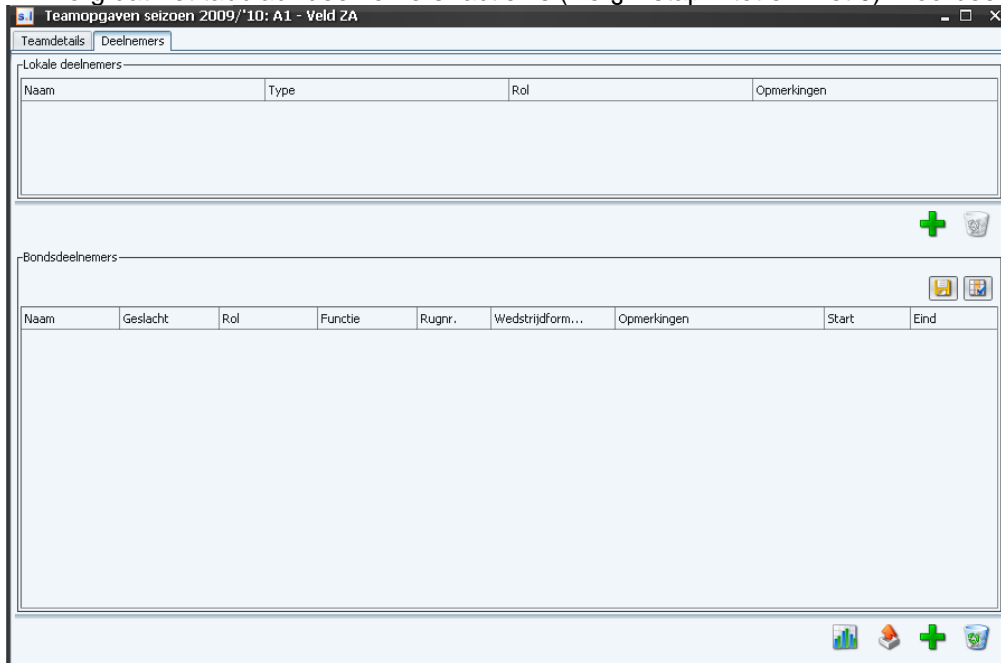 s.i Teamopgaven seizoen 2009/'10: A1 - Veld ZA
Teamdetails Deelnemers
Lokale deelnemers
Naam Type Rol Opmerkingen
Bondsdeelnemers
Naam Geslacht Rol Functie Rugnr. Wedstrijdform... Opmerkingen Start Eind